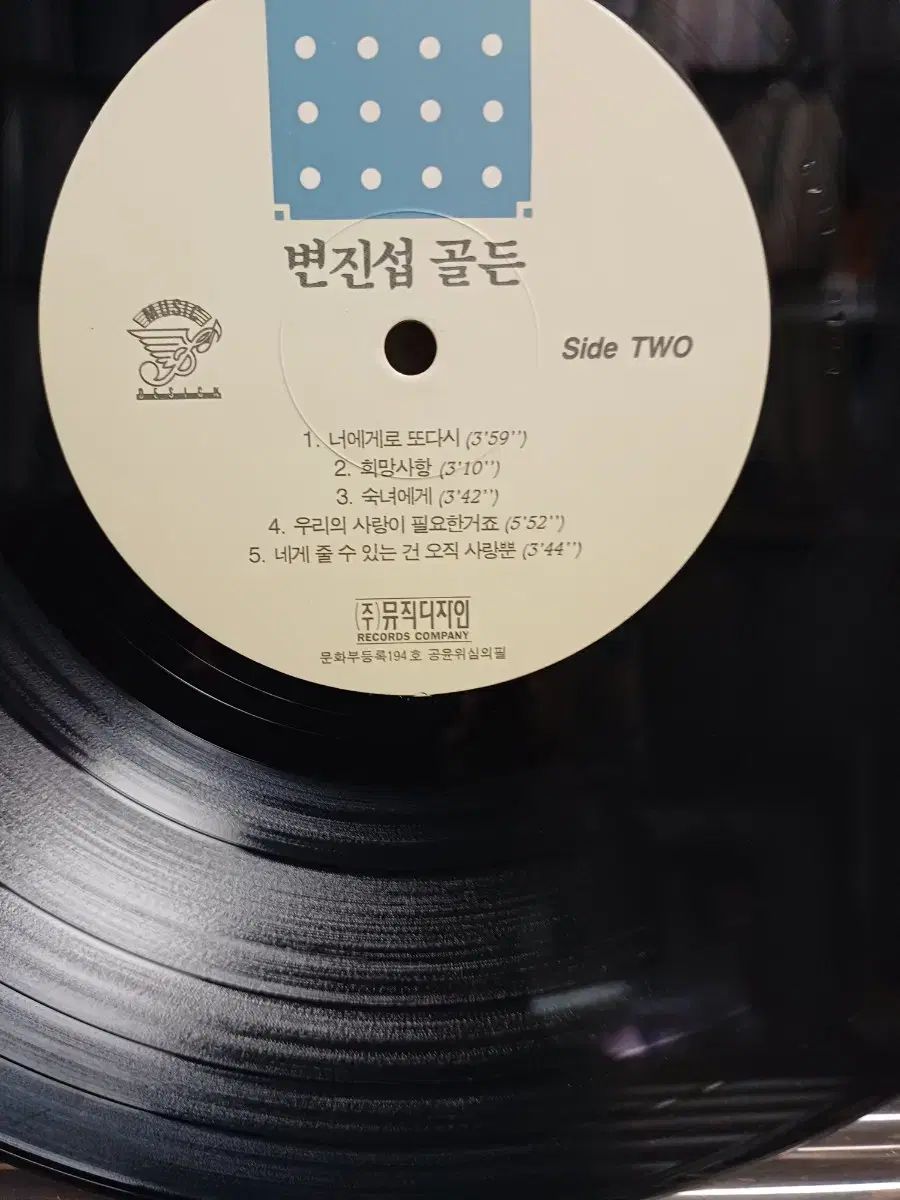 변진섭 골든
MUSIC
DESIGN
Side TWO
1. 너에게로 또다시 (3'59'')
2. 희망사항 (3'10'')
3. 숙녀에게 (3'42'')
4. 우리의 사랑이 필요한거죠 (5'52'')
5. 네게 줄 수 있는 건 오직 사랑뿐 (3'44'')
(주)뮤직디자인
RECORDS COMPANY
문화부등록194호 공윤위심의필